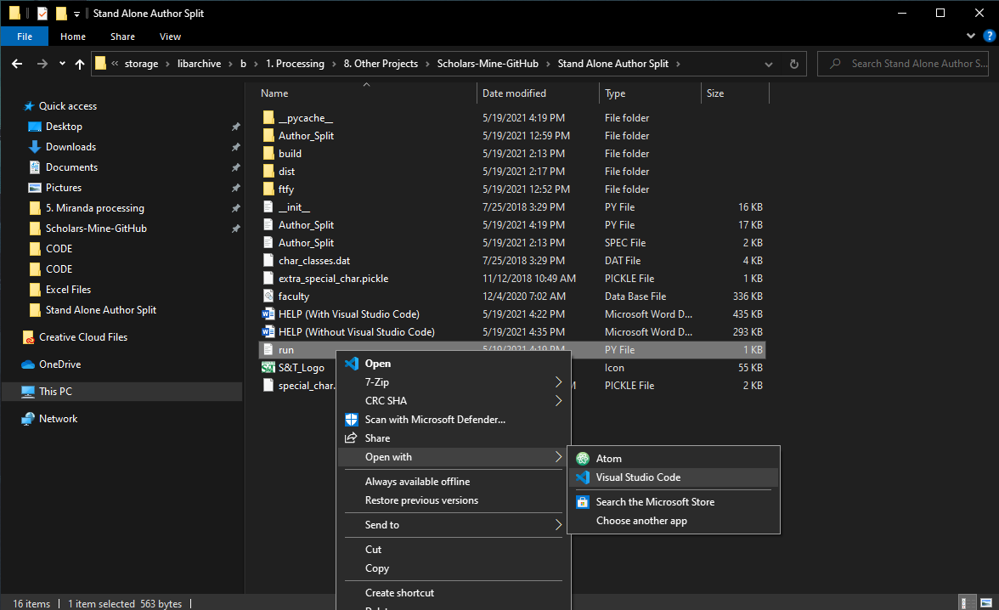 Stand Alone Author Split
File Home Share View
storage libarchive b 1. Processing 8. Other Projects Scholars-Mine-GitHub Stand Alone Author Split Search Stand Alone Author S...
Name Date modified Type Size
Quick access
Desktop
Downloads
Documents
Pictures
5. Miranda processing
Scholars-Mine-GitHub
CODE
CODE
Excel Files
Stand Alone Author Split
Creative Cloud Files
OneDrive
This PC
Network
__pycache__ 5/19/2021 4:19 PM File folder
Author_Split 5/19/2021 12:59 PM File folder
build 5/19/2021 2:13 PM File folder
dist 5/19/2021 2:17 PM File folder
ftfy 5/19/2021 12:52 PM File folder
__init__ 7/25/2018 3:29 PM PY File 16 KB
Author_Split 5/19/2021 4:19 PM PY File 17 KB
Author_Split 5/19/2021 2:13 PM SPEC File 2 KB
char_classes.dat 7/25/2018 3:29 PM DAT File 4 KB
extra_special_char.pickle 11/12/2018 10:49 AM PICKLE File 1 KB
faculty 12/4/2020 7:02 AM Data Base File 336 KB
HELP (With Visual Studio Code) 5/19/2021 4:22 PM Microsoft Word D... 435 KB
HELP (Without Visual Studio Code) 5/19/2021 4:35 PM Microsoft Word D... 293 KB
run 5/19/2021 4:19 PM PY File 1 KB
S&T_Logo Icon 55 KB
special_char. PICKLE File 2 KB
Open
7-Zip
CRC SHA
Scan with Microsoft Defender...
Share
Open with
Always available offline
Restore previous versions
Send to
Cut
Copy
Create shortcut
Atom
Visual Studio Code
Search the Microsoft Store
Choose another app
16 items 1 item selected 563 bytes